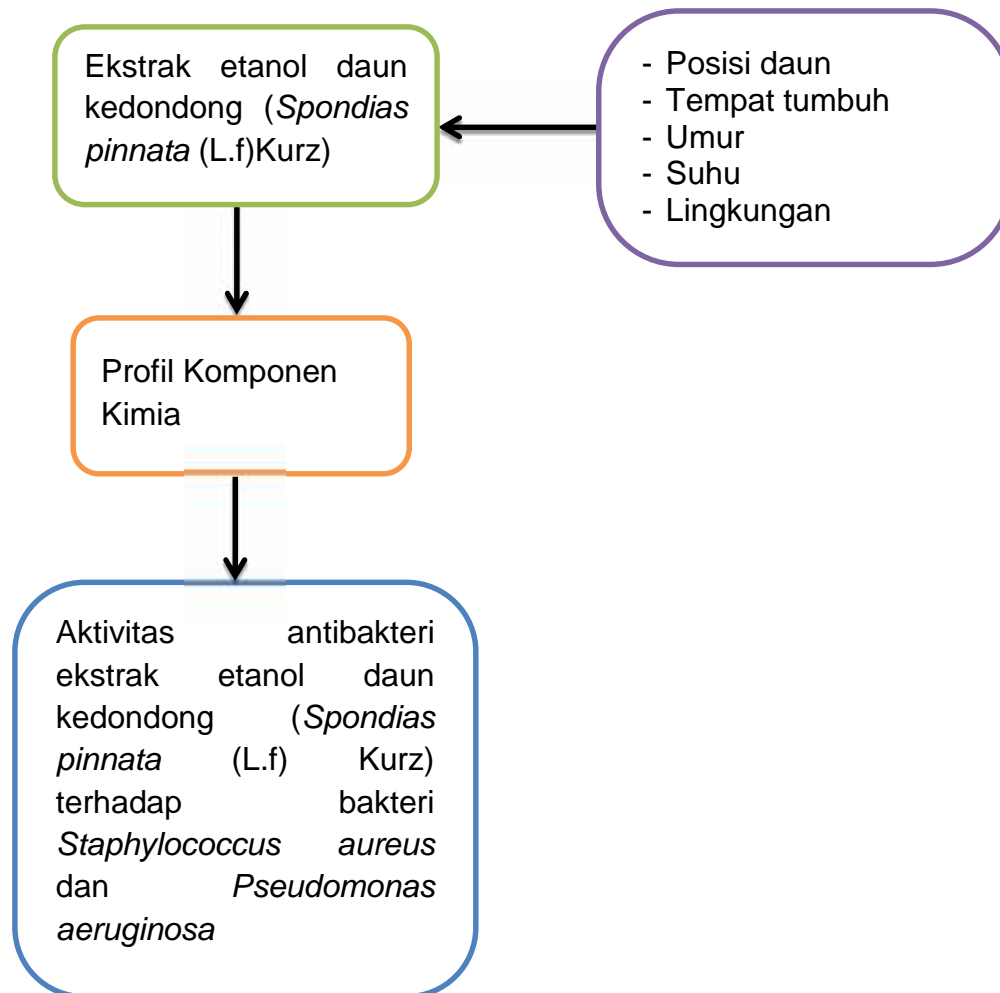 Ekstrak etanol daun
kedondong (Spondias
pinnata (L.f)Kurz)
- Posisi daun
- Tempat tumbuh
- Umur
- Suhu
- Lingkungan
Profil Komponen
Kimia
Aktivitas antibakteri
ekstrak etanol daun
kedondong (Spondias
pinnata (L.f) Kurz)
terhadap bakteri
Staphylococcus aureus
dan Pseudomonas
aeruginosa